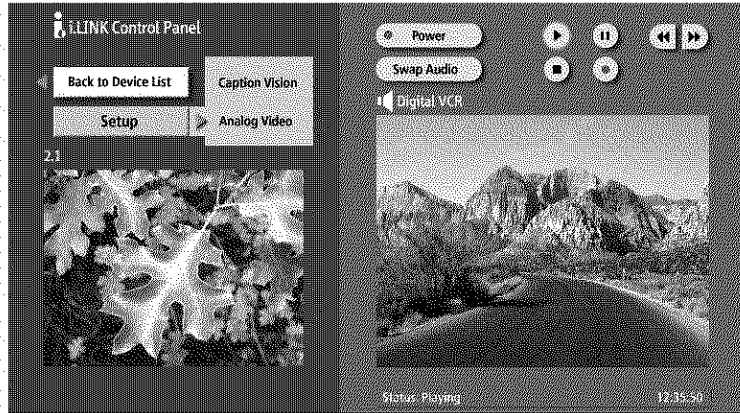 i.LINK Control Panel
Back to Device List
Caption Vision
Setup
Analog Video
2.1
Power
Swap Audio
Digital VCR
Status: Playing
12:35:50